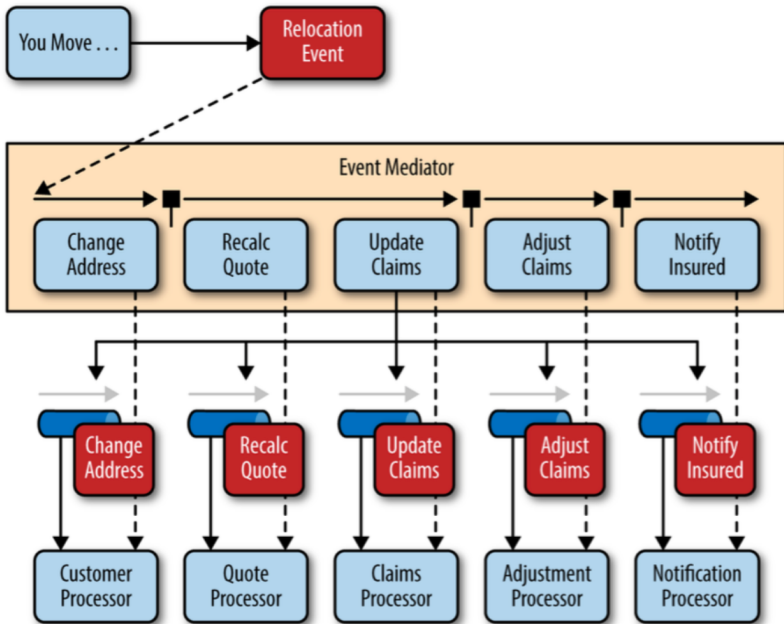 You Move . . .
Relocation
Event
Event Mediator
Change
Address
Recalc
Quote
Update
Claims
Adjust
Claims
Notify
Insured
Change
Address
Recalc
Quote
Update
Claims
Adjust
Claims
Notify
Insured
Customer
Processor
Quote
Processor
Claims
Processor
Adjustment
Processor
Notification
Processor